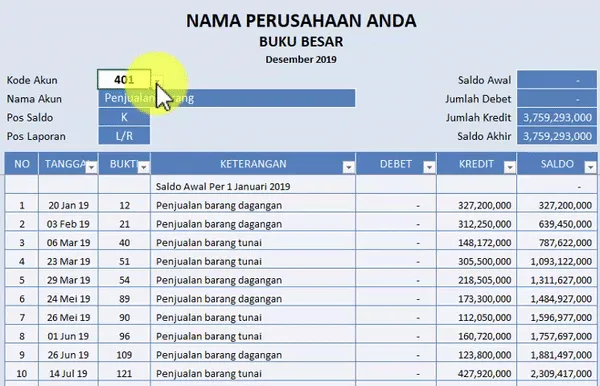 NAMA PERUSAHAAN ANDA
BUKU BESAR
Desember 2019
Kode Akun 401 Saldo Awal -
Nama Akun Penjualan Barang Jumlah Debet -
Pos Saldo K Jumlah Kredit 3,759,293,000
Pos Laporan L/R Saldo Akhir 3,759,293,000
NO TANGGAL BUKTI KETERANGAN DEBET KREDIT SALDO
Saldo Awal Per 1 Januari 2019 -
1 20 Jan 19 12 Penjualan barang dagangan - 327,200,000 327,200,000
2 03 Feb 19 21 Penjualan barang dagangan - 312,250,000 639,450,000
3 06 Mar 19 40 Penjualan barang tunai - 148,172,000 787,622,000
4 23 Mar 19 51 Penjualan barang tunai - 305,500,000 1,093,122,000
5 29 Mar 19 54 Penjualan barang dagangan - 218,505,000 1,311,627,000
6 24 Mei 19 89 Penjualan barang dagangan - 173,300,000 1,484,927,000
7 26 Mei 19 90 Penjualan barang tunai - 112,050,000 1,596,977,000
8 01 Jun 19 96 Penjualan barang tunai - 160,720,000 1,757,697,000
9 26 Jun 19 109 Penjualan barang dagangan - 123,800,000 1,881,497,000
10 14 Jul 19 121 Penjualan barang tunai - 427,920,000 2,309,417,000